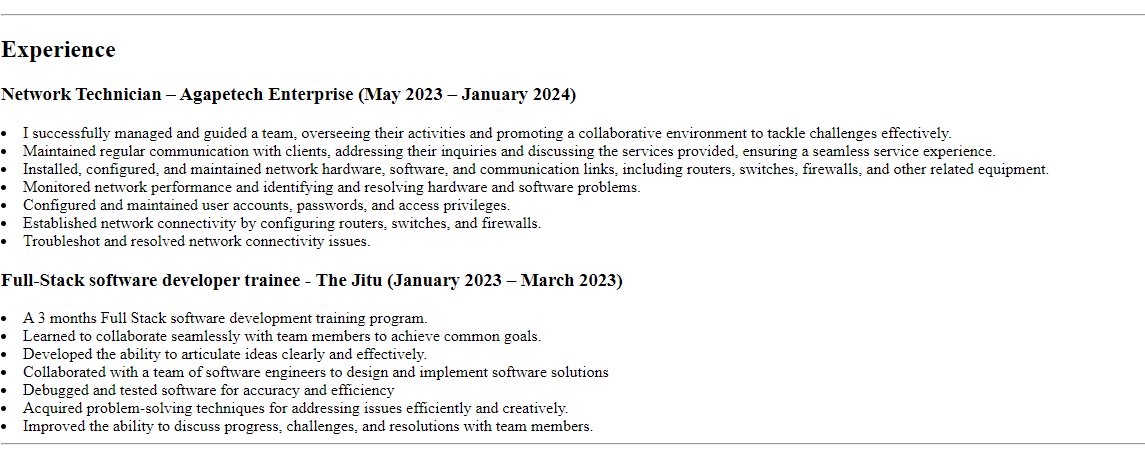 Experience
Network Technician – Agapetech Enterprise (May 2023 – January 2024)
• I successfully managed and guided a team, overseeing their activities and promoting a collaborative environment to tackle challenges effectively.
• Maintained regular communication with clients, addressing their inquiries and discussing the services provided, ensuring a seamless service experience.
• Installed, configured, and maintained network hardware, software, and communication links, including routers, switches, firewalls, and other related equipment.
• Monitored network performance and identifying and resolving hardware and software problems.
• Configured and maintained user accounts, passwords, and access privileges.
• Established network connectivity by configuring routers, switches, and firewalls.
• Troubleshot and resolved network connectivity issues.
Full-Stack software developer trainee - The Jitu (January 2023 – March 2023)
• A 3 months Full Stack software development training program.
• Learned to collaborate seamlessly with team members to achieve common goals.
• Developed the ability to articulate ideas clearly and effectively.
• Collaborated with a team of software engineers to design and implement software solutions
• Debugged and tested software for accuracy and efficiency
• Acquired problem-solving techniques for addressing issues efficiently and creatively.
• Improved the ability to discuss progress, challenges, and resolutions with team members.